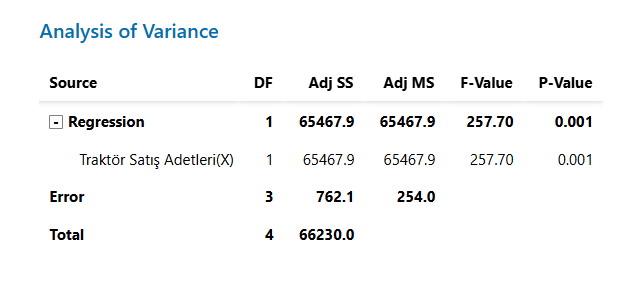 Analysis of Variance
Source DF Adj SS Adj MS F-Value P-Value
- Regression 1 65467.9 65467.9 257.70 0.001
Traktör Satış Adetleri(X) 1 65467.9 65467.9 257.70 0.001
Error 3 762.1 254.0
Total 4 66230.0